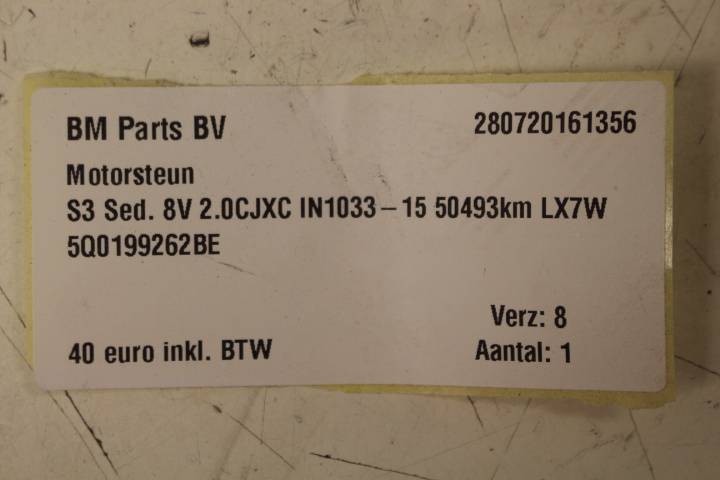 BM Parts BV 280720161356
Motorsteun
S3 Sed. 8V 2.0CJXC IN1033-15 50493km LX7W
5Q0199262BE
Verz: 8
40 euro inkl. BTW Aantal: 1